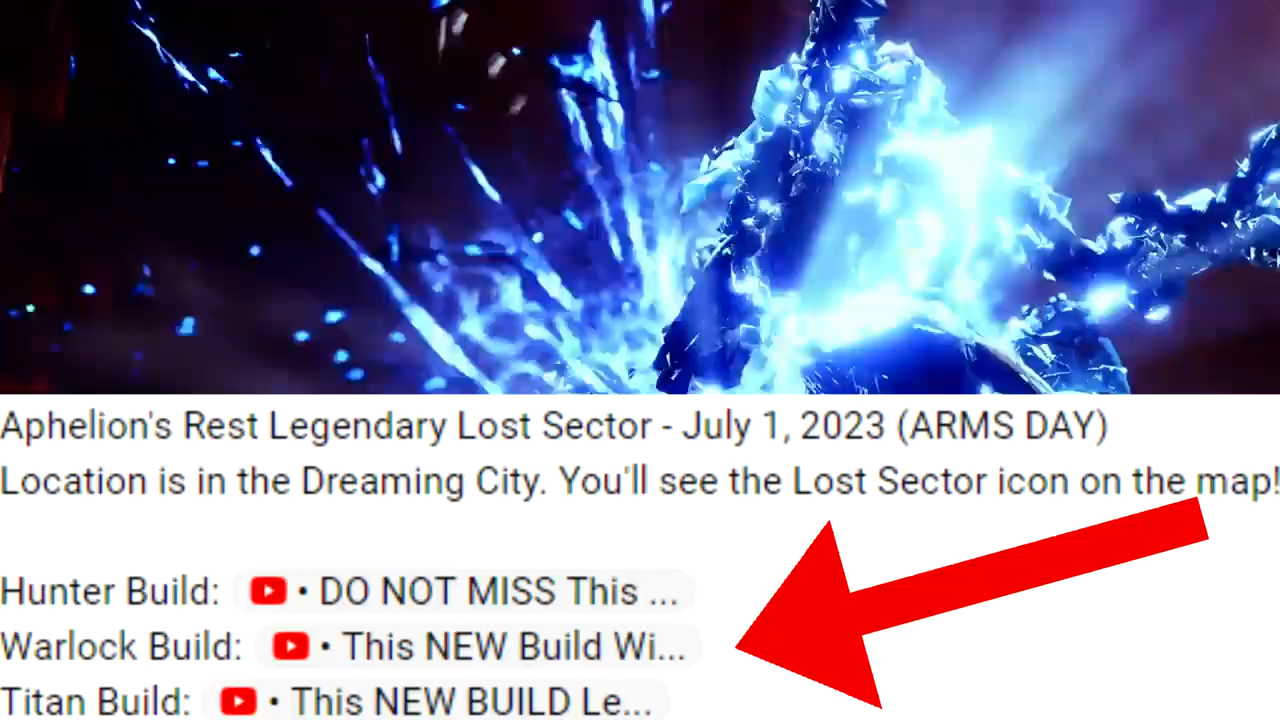 Aphelion's Rest Legendary Lost Sector - July 1, 2023 (ARMS DAY)
Location is in the Dreaming City. You'll see the Lost Sector icon on the map!
Hunter Build: • DO NOT MISS This ...
Warlock Build: • This NEW Build Wi...
Titan Build: • This NEW BUILD Le...